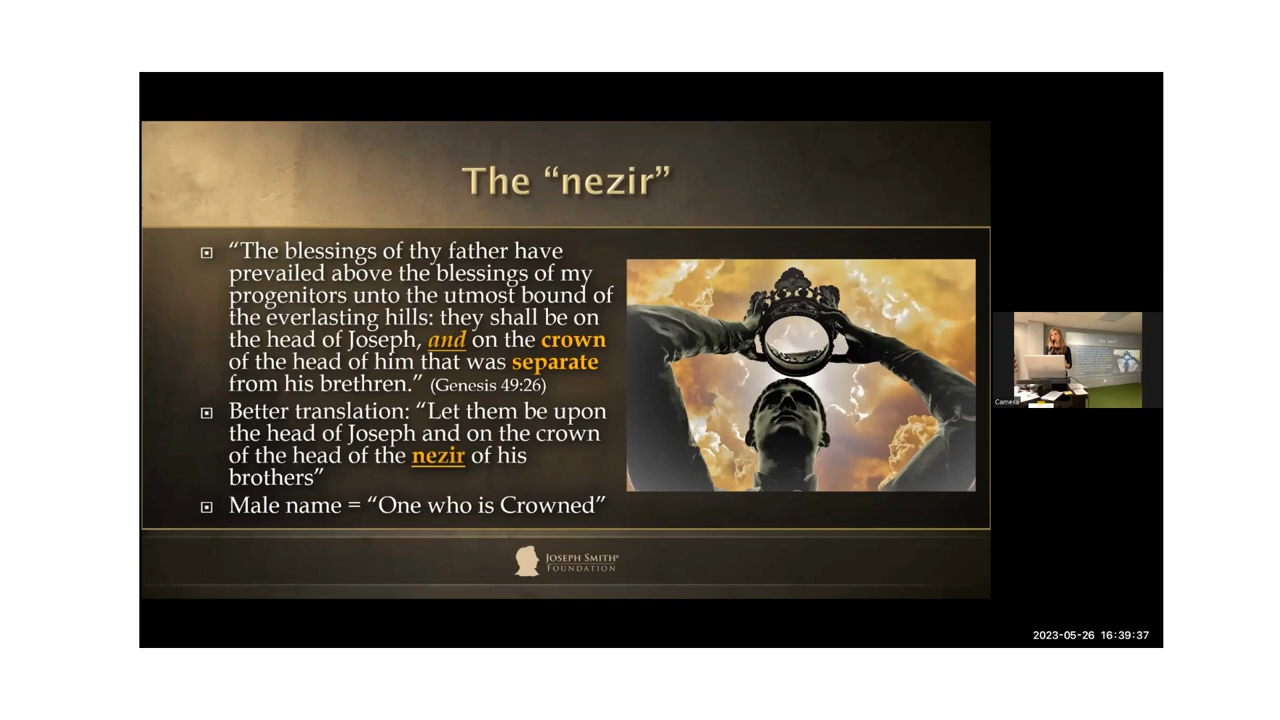 The “nezir”
“The blessings of thy father have
prevailed above the blessings of my
progenitors unto the utmost bound of
the everlasting hills: they shall be on
the head of Joseph, and on the crown
of the head of him that was separate
from his brethren.” (Genesis 49:26)
Better translation: “Let them be upon
the head of Joseph and on the crown
of the head of the nezir of his
brothers”
Male name = “One who is Crowned”
JOSEPH SMITH®
FOUNDATION
Camera
2023-05-26 16:39:37